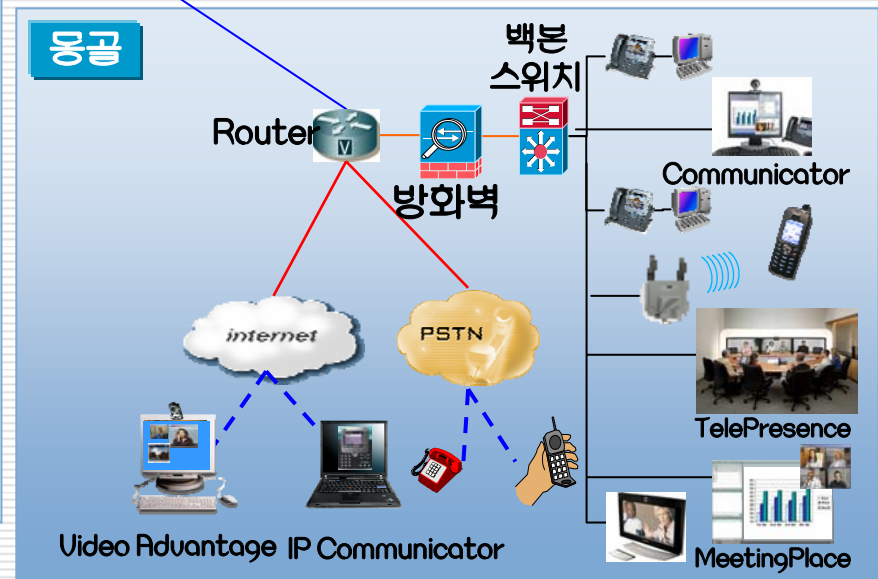 몽골
백본
스위치
Router
V
방화벽
Communicator
internet
PSTN
TelePresence
Video Advantage
IP Communicator
MeetingPlace